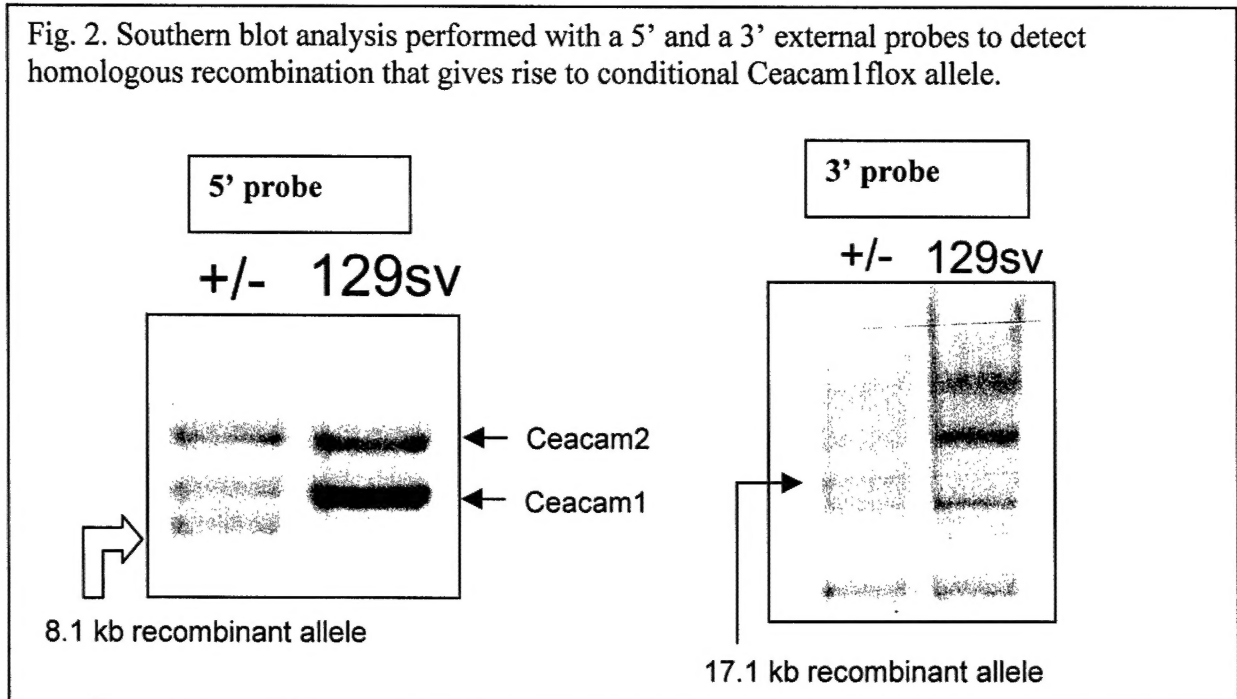 Fig. 2. Southern blot analysis performed with a 5’ and a 3’ external probes to detect
homologous recombination that gives rise to conditional Ceacam1flox allele.
5’ probe
+/- 129sv
Ceacam2
Ceacam1
8.1 kb recombinant allele
3’ probe
+/- 129sv
17.1 kb recombinant allele